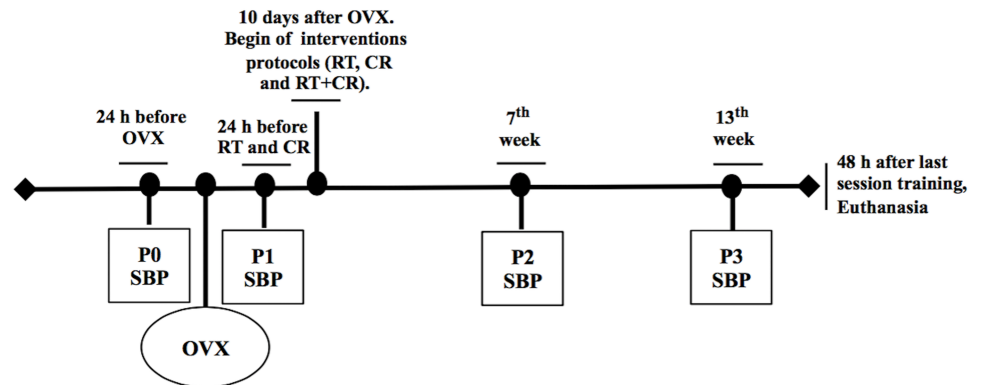 10 days after OVX.
Begin of interventions
protocols (RT, CR
and RT+CR).
24 h before
OVX
24 h before
RT and CR
7th
week
13th
week
48 h after last
session training,
Euthanasia
P0
SBP
P1
SBP
P2
SBP
P3
SBP
OVX